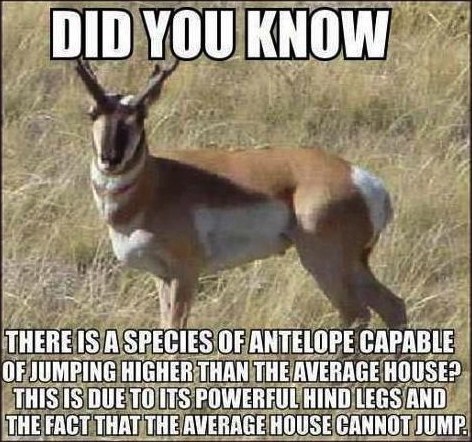 DID YOU KNOW
THERE IS A SPECIES OF ANTELOPE CAPABLE
OF JUMPING HIGHER THAN THE AVERAGE HOUSE?
THIS IS DUE TO ITS POWERFUL HIND LEGS AND
THE FACT THAT THE AVERAGE HOUSE CANNOT JUMP.